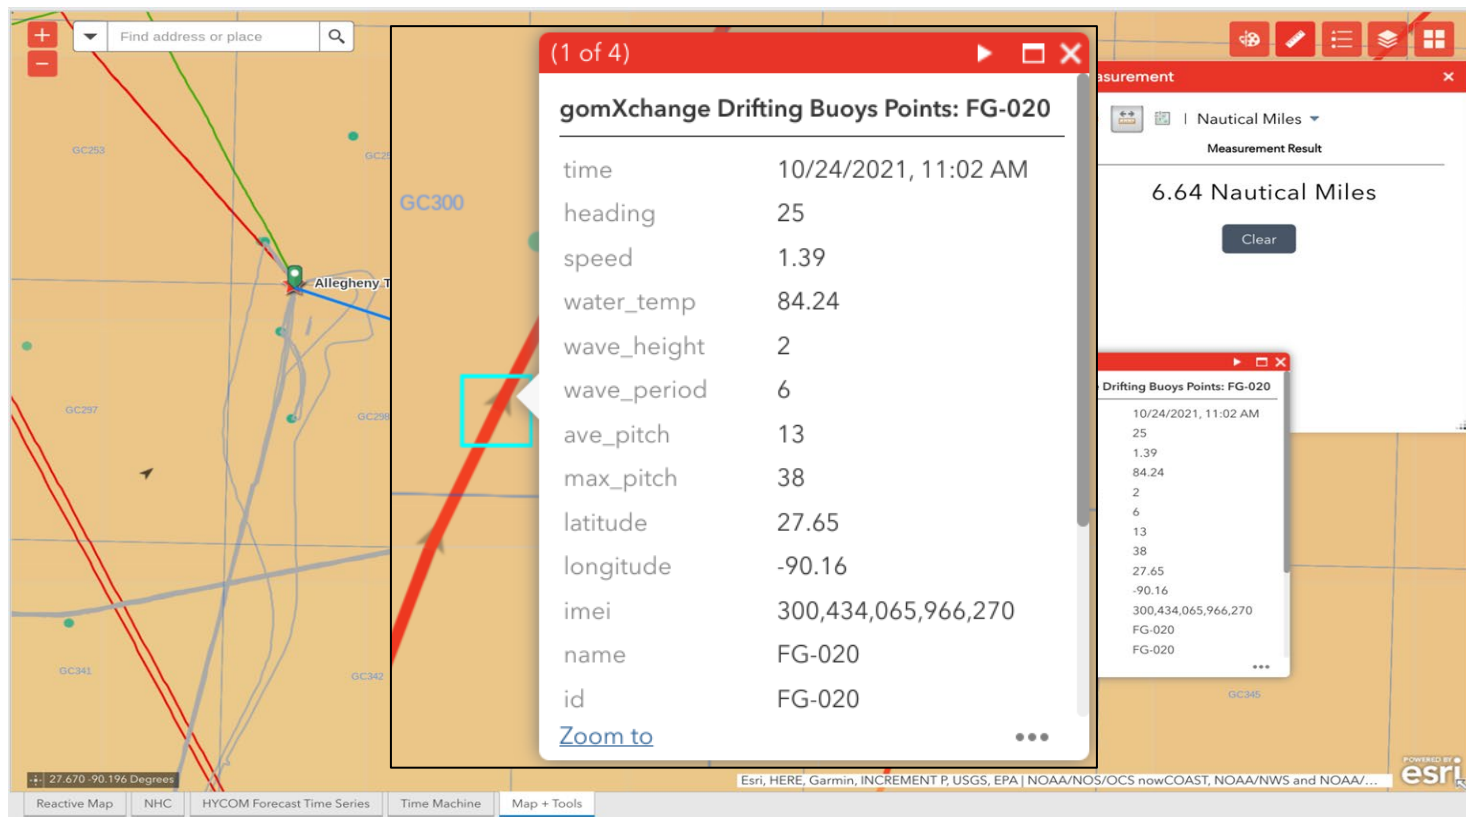 +
Find address or place
−
GC253
GC25
Allegheny T
GC297
GC298
GC341
GC342
27.670 -90.196 Degrees
GC300
(1 of 4)
gomXchange Drifting Buoys Points: FG-020
time 10/24/2021, 11:02 AM
heading 25
speed 1.39
water_temp 84.24
wave_height 2
wave_period 6
ave_pitch 13
max_pitch 38
latitude 27.65
longitude -90.16
imei 300,434,065,966,270
name FG-020
id FG-020
Zoom to
asurement
| Nautical Miles
Measurement Result
6.64 Nautical Miles
Clear
Drifting Buoys Points: FG-020
10/24/2021, 11:02 AM
25
1.39
84.24
2
6
13
38
27.65
-90.16
300,434,065,966,270
FG-020
FG-020
GC345
Esri, HERE, Garmin, INCREMENT P, USGS, EPA | NOAA/NOS/OCS nowCOAST, NOAA/NWS and NOAA/...
POWERED BY
esri
Reactive Map NHC HYCOM Forecast Time Series Time Machine Map + Tools